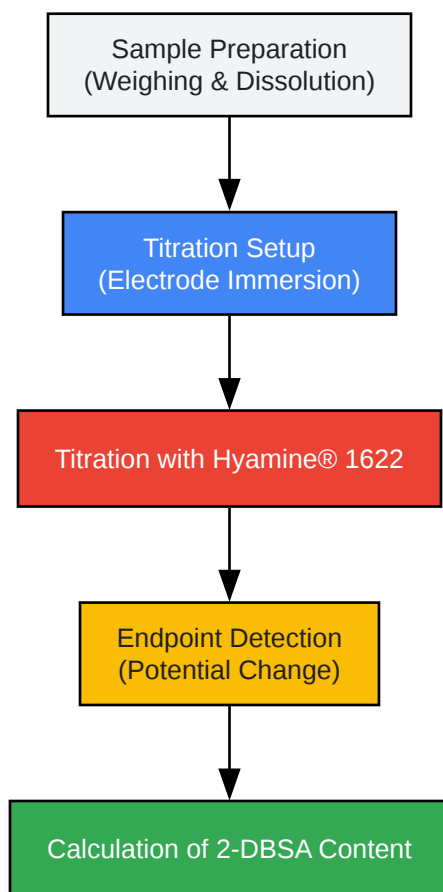 Sample Preparation
(Weighing & Dissolution)
Titration Setup
(Electrode Immersion)
Titration with Hyamine® 1622
Endpoint Detection
(Potential Change)
Calculation of 2-DBSA Content